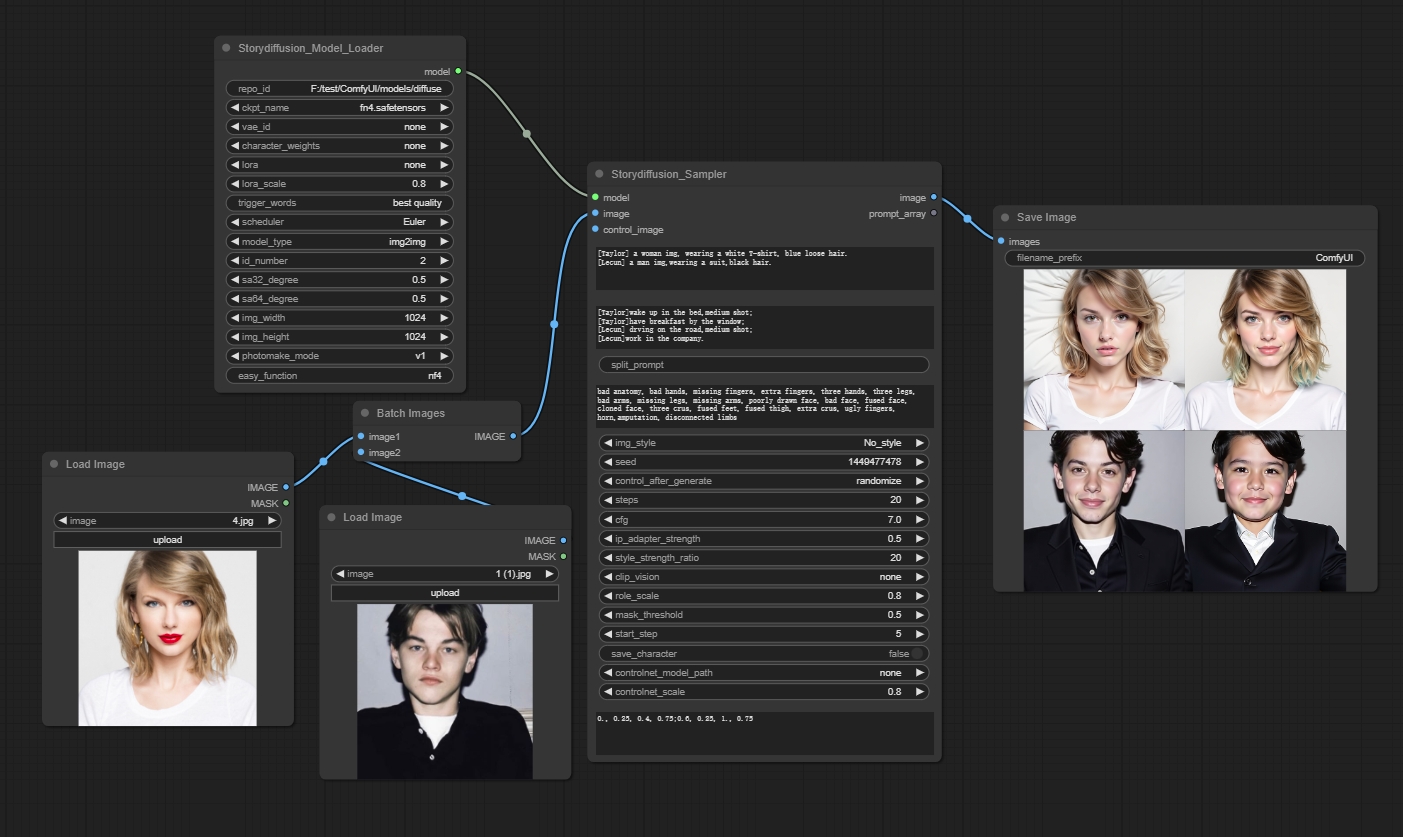 Storydiffusion_Model_Loader
model
repo_id F:/test/ComfyUI/models/diffuse
ckpt_name fn4.safetensors
vae_id none
character_weights none
lora none
lora_scale 0.8
trigger_words best quality
scheduler Euler
model_type img2img
id_number 2
sa32_degree 0.5
sa64_degree 0.5
img_width 1024
img_height 1024
photomake_mode v1
easy_function nf4
Batch Images
image1 IMAGE
image2
Load Image
IMAGE
MASK
image 4.jpg
upload
Load Image
IMAGE
MASK
image 1 (1).jpg
upload
Storydiffusion_Sampler
model image
image prompt_array
control_image
[Taylor] a woman img, wearing a white T-shirt, blue loose hair.
[Lecun] a man img,wearing a suit,black hair.
[Taylor]wake up in the bed,medium shot;
[Taylor]have breakfast by the window;
[Lecun] drving on the road,medium shot;
[Lecun]work in the company.
split_prompt
bad anatomy, bad hands, missing fingers, extra fingers, three hands, three legs,
bad arms, missing legs, missing arms, poorly drawn face, bad face, fused face,
cloned face, three crus, fused feet, fused thigh, extra crus, ugly fingers,
horn,amputation, disconnected limbs
img_style No_style
seed 1449477478
control_after_generate randomize
steps 20
cfg 7.0
ip_adapter_strength 0.5
style_strength_ratio 20
clip_vision none
role_scale 0.8
mask_threshold 0.5
start_step 5
save_character false
controlnet_model_path none
controlnet_scale 0.8
0., 0.25, 0.4, 0.75;0.6, 0.25, 1., 0.75
Save Image
images
filename_prefix ComfyUI